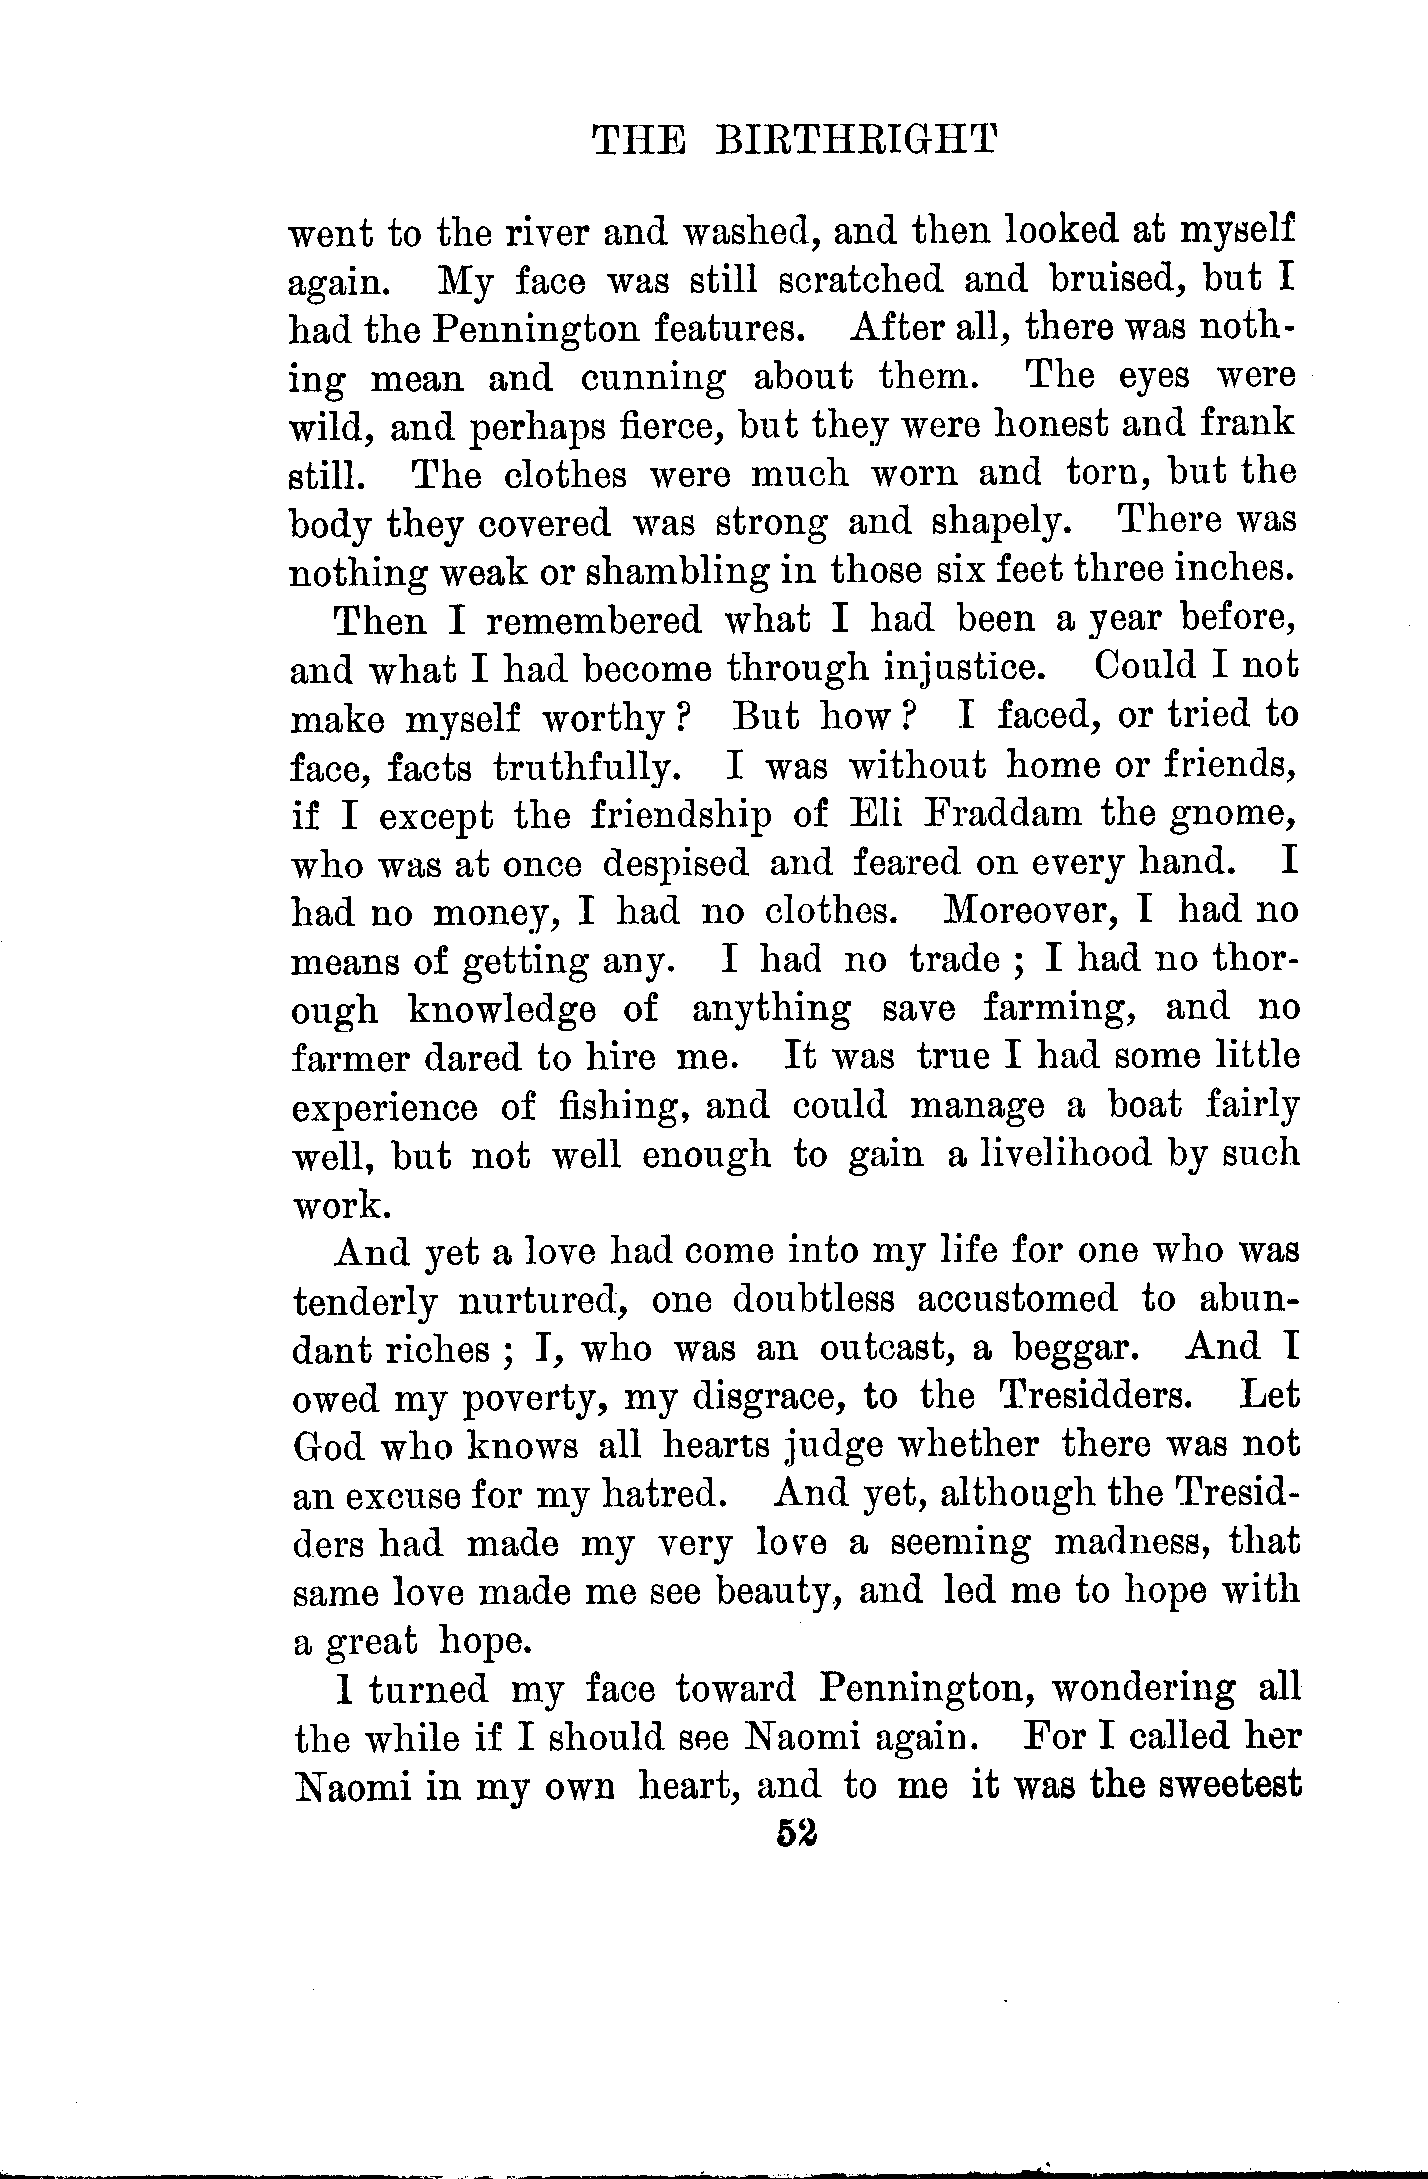 THE BIRTHRIGHT
went to the river and washed, and then looked at myself
again. My face was still scratched and bruised, but I
had the Pennington features. After all, there was noth-
ing mean and cunning about them. The eyes were
wild, and perhaps fierce, but they were honest and frank
still. The clothes were much worn and torn, but the
body they covered was strong and shapely. There was
nothing weak or shambling in those six feet three inches.
Then I remembered what I had been a year before,
and what I had become through injustice. Could I not
make myself worthy? But how? I faced, or tried to
face, facts truthfully. I was without home or friends,
if I except the friendship of Eli Fraddam the gnome,
who was at once despised and feared on every hand. I
had no money, I had no clothes. Moreover, I had no
means of getting any. I had no trade; I had no thor-
ough knowledge of anything save farming, and no
farmer dared to hire me. It was true I had some little
experience of fishing, and could manage a boat fairly
well, but not well enough to gain a livelihood by such
work.
And yet a love had come into my life for one who was
tenderly nurtured, one doubtless accustomed to abun-
dant riches; I, who was an outcast, a beggar. And I
owed my poverty, my disgrace, to the Tresidders. Let
God who knows all hearts judge whether there was not
an excuse for my hatred. And yet, although the Tresid-
ders had made my very love a seeming madness, that
same love made me see beauty, and led me to hope with
a great hope.
I turned my face toward Pennington, wondering all
the while if I should see Naomi again. For I called her
Naomi in my own heart, and to me it was the sweetest
52